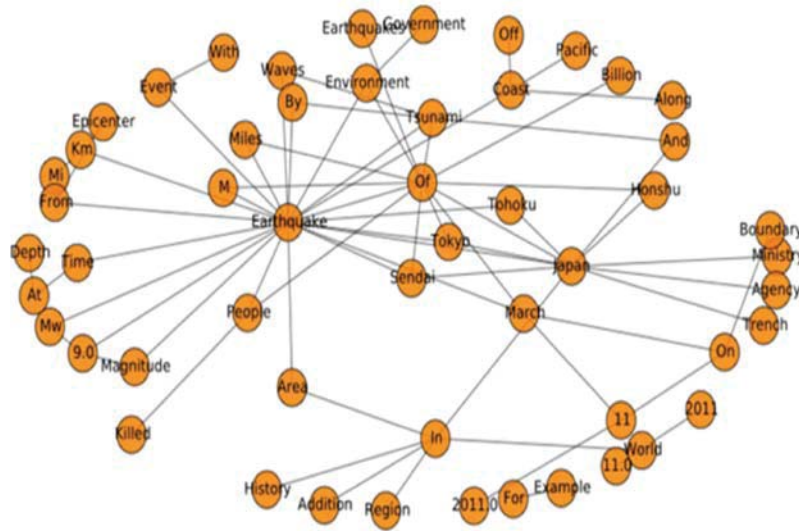 Earthquakes
Government
Off
Pacific
With
Waves
Environment
Billion
Event
By
Coast
Along
Tsunami
Epicenter
Miles
And
Km
Mi
M
Of
Honshu
From
Earthquake
Tohoku
Tokyo
Boundary
Depth
Time
Sendai
Japan
Ministry
At
Agency
Mw
People
March
Trench
9.0
Magnitude
On
Area
Killed
In
11
2011
World
11.0
History
Addition
Region
2011.0
For
Example